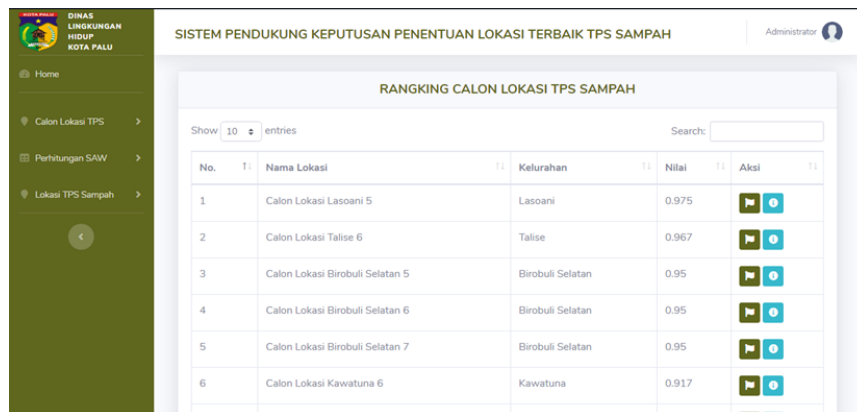 KOTA PALU
DINAS
LINGKUNGAN
HIDUP
KOTA PALU
SISTEM PENDUKUNG KEPUTUSAN PENENTUAN LOKASI TERBAIK TPS SAMPAH
Administrator
Home
Calon Lokasi TPS
Perhitungan SAW
Lokasi TPS Sampah
RANGKING CALON LOKASI TPS SAMPAH
Show 10 entries
Search:
No. Nama Lokasi Kelurahan Nilai Aksi
1 Calon Lokasi Lasoani 5 Lasoani 0.975
2 Calon Lokasi Talise 6 Talise 0.967
3 Calon Lokasi Birobuli Selatan 5 Birobuli Selatan 0.95
4 Calon Lokasi Birobuli Selatan 6 Birobuli Selatan 0.95
5 Calon Lokasi Birobuli Selatan 7 Birobuli Selatan 0.95
6 Calon Lokasi Kawatuna 6 Kawatuna 0.917